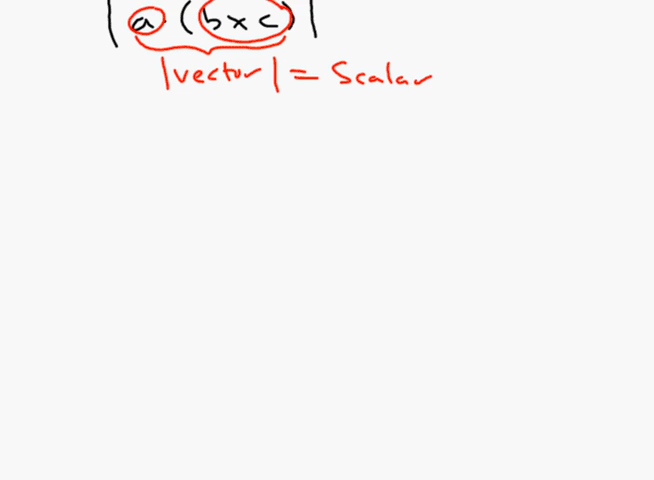 |a·(b×c)|
|vector| = Scalar